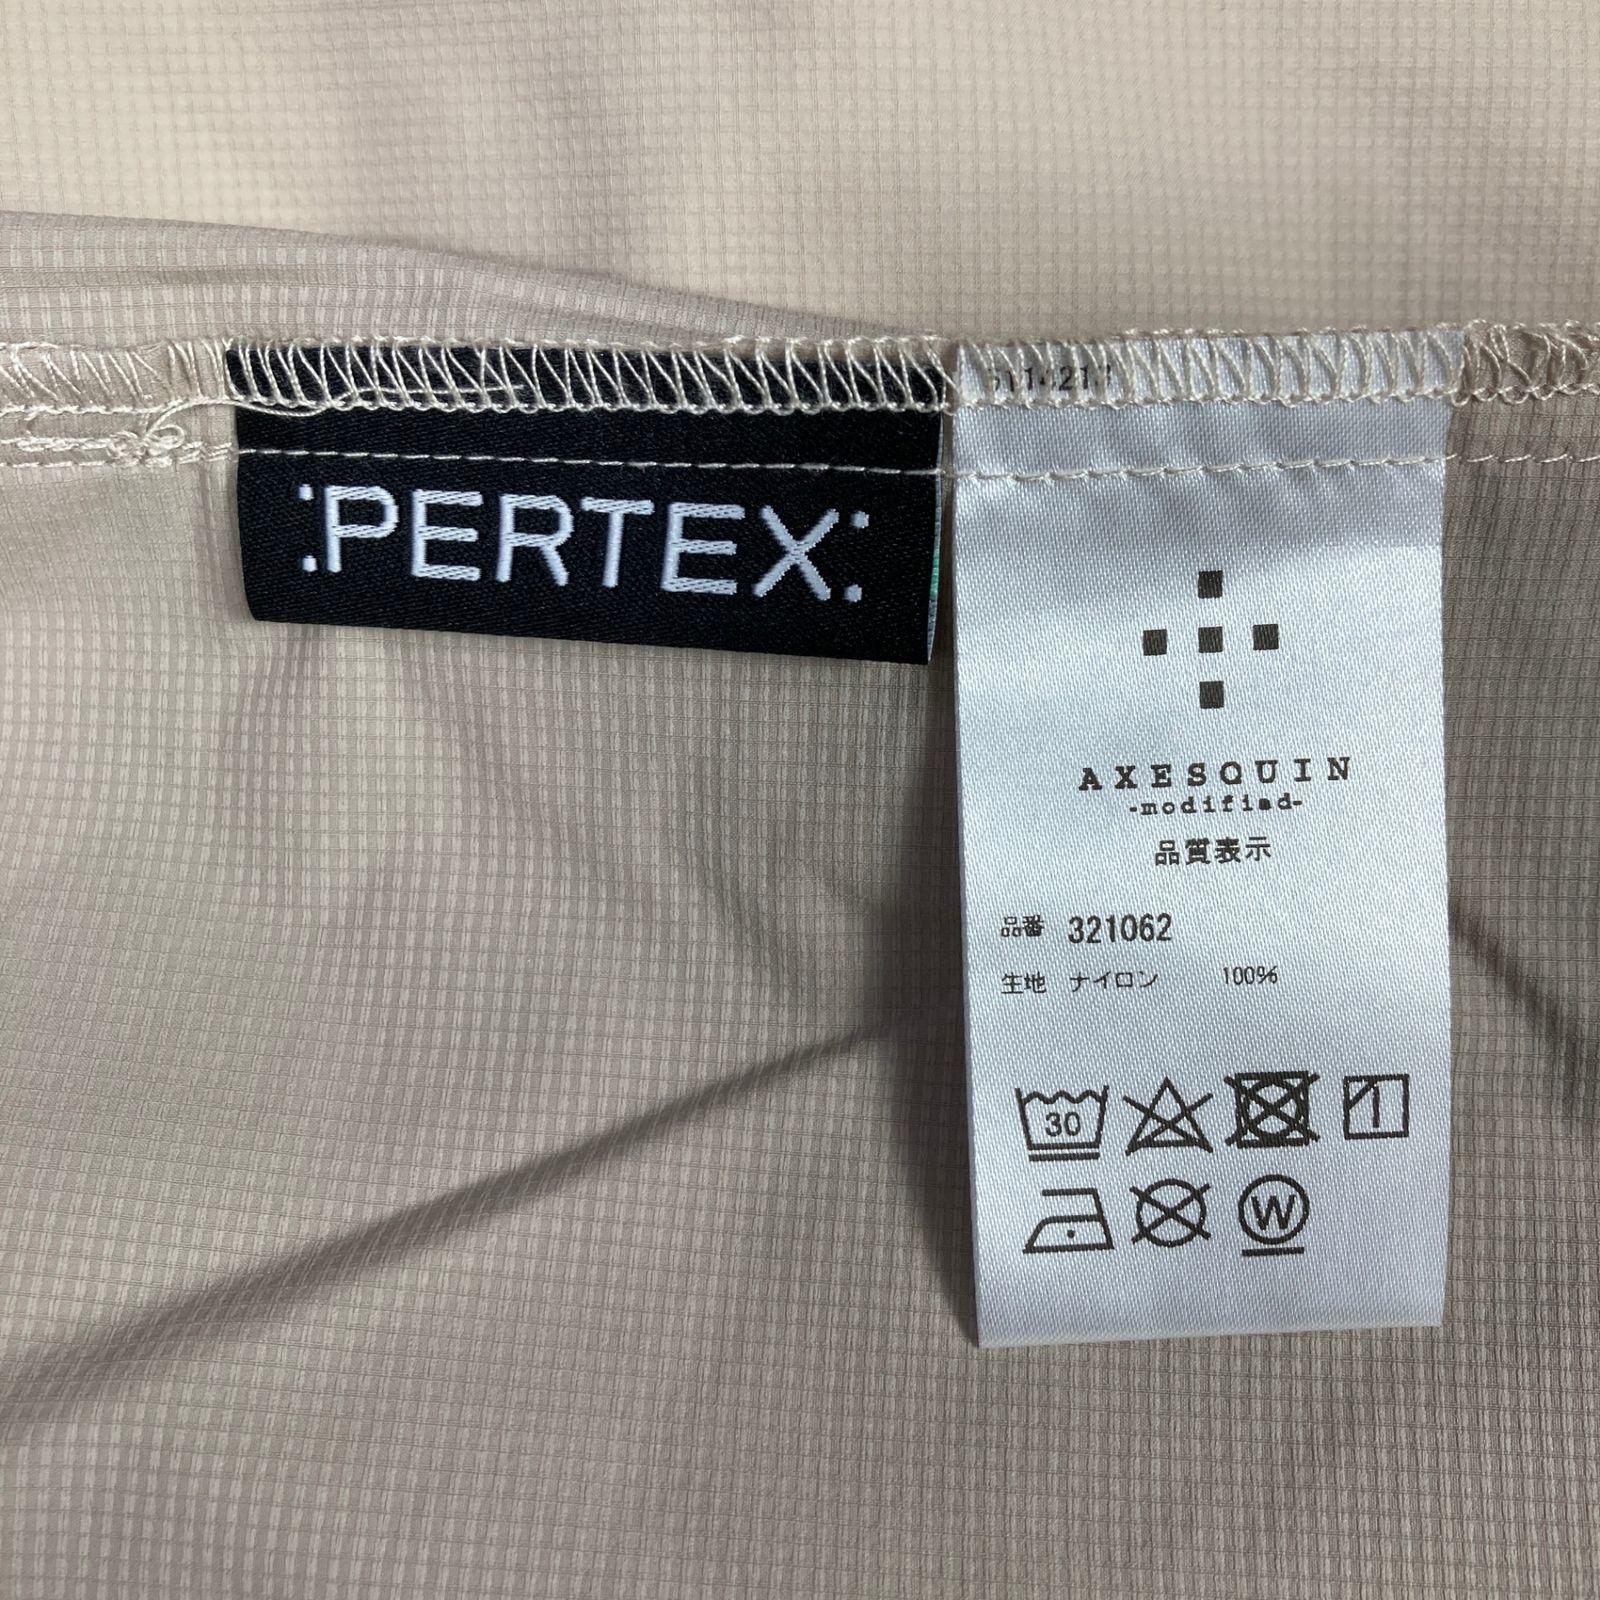 :PERTEX:
AXESQUIN
-modified-
品質表示
品番 321062
生地 ナイロン 100%
30
W